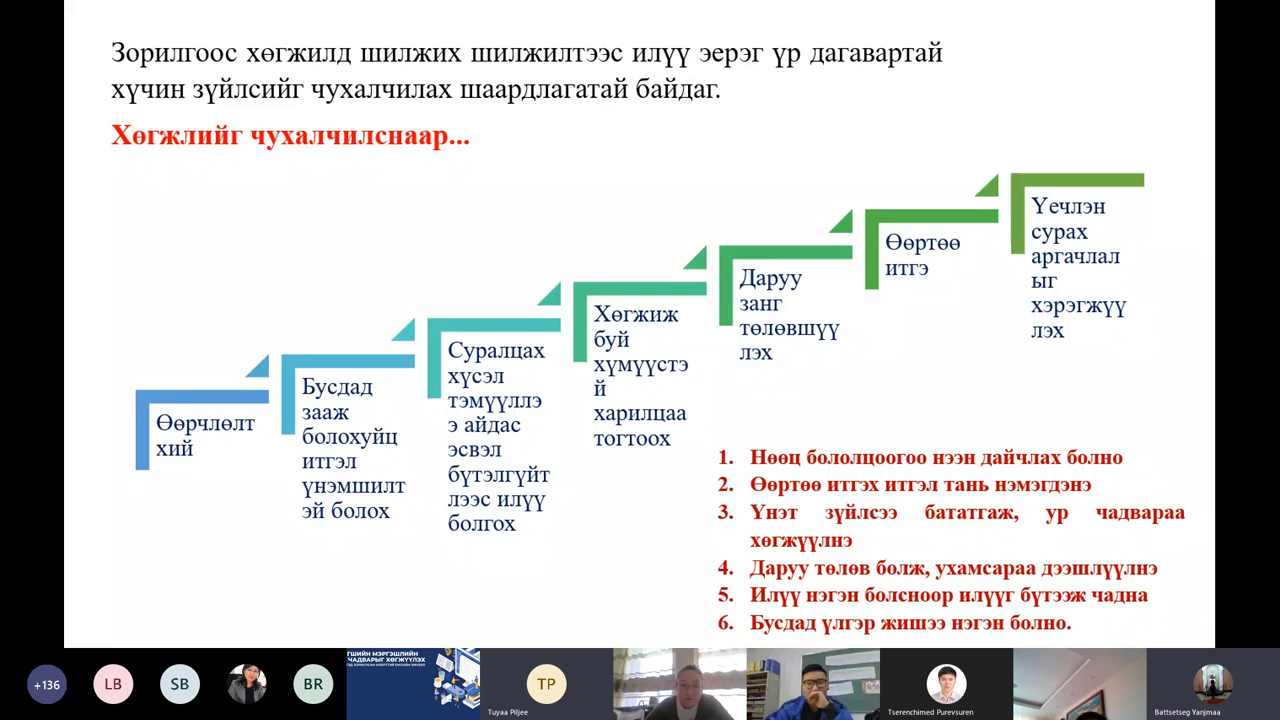 Зорилгоос хөгжилд шилжих шилжилтээс илүү эерэг үр дагавартай
хүчин зүйлсийг чухалчилах шаардлагатай байдаг.
Хөгжлийг чухалчилснаар...
Өөрчлөлт
хий
Бусдад
зааж
болохуйц
итгэл
үнэмшилт
эй болох
Суралцах
хүсэл
тэмүүллэ
э айдас
эсвэл
бүтэлгүйт
лээс илүү
болгох
Хөгжиж
буй
хүмүүстэ
й
харилцаа
тогтоох
Даруу
занг
төлөвшүү
лэх
Өөртөө
итгэ
Үечлэн
сурах
аргачлал
ыг
хэрэгжүү
лэх
1. Нөөц бололцоогоо нээн дайчлах болно
2. Өөртөө итгэх итгэл тань нэмэгдэнэ
3. Үнэт зүйлсээ бататгаж, ур чадвараа
хөгжүүлнэ
4. Даруу төлөв болж, ухамсараа дээшлүүлнэ
5. Илүү нэгэн болсноор илүүг бүтээж чадна
6. Бусдад үлгэр жишээ нэгэн болно.
+136
LB
SB
BR
ГШИЙН МЭРГЭШЛИЙН
ЧАДВАРЫГ ХӨГЖҮҮЛЭХ
TP
Tuyaa Piljee
Tserenchimed Purevsuren
Battsetseg Yanjmaa